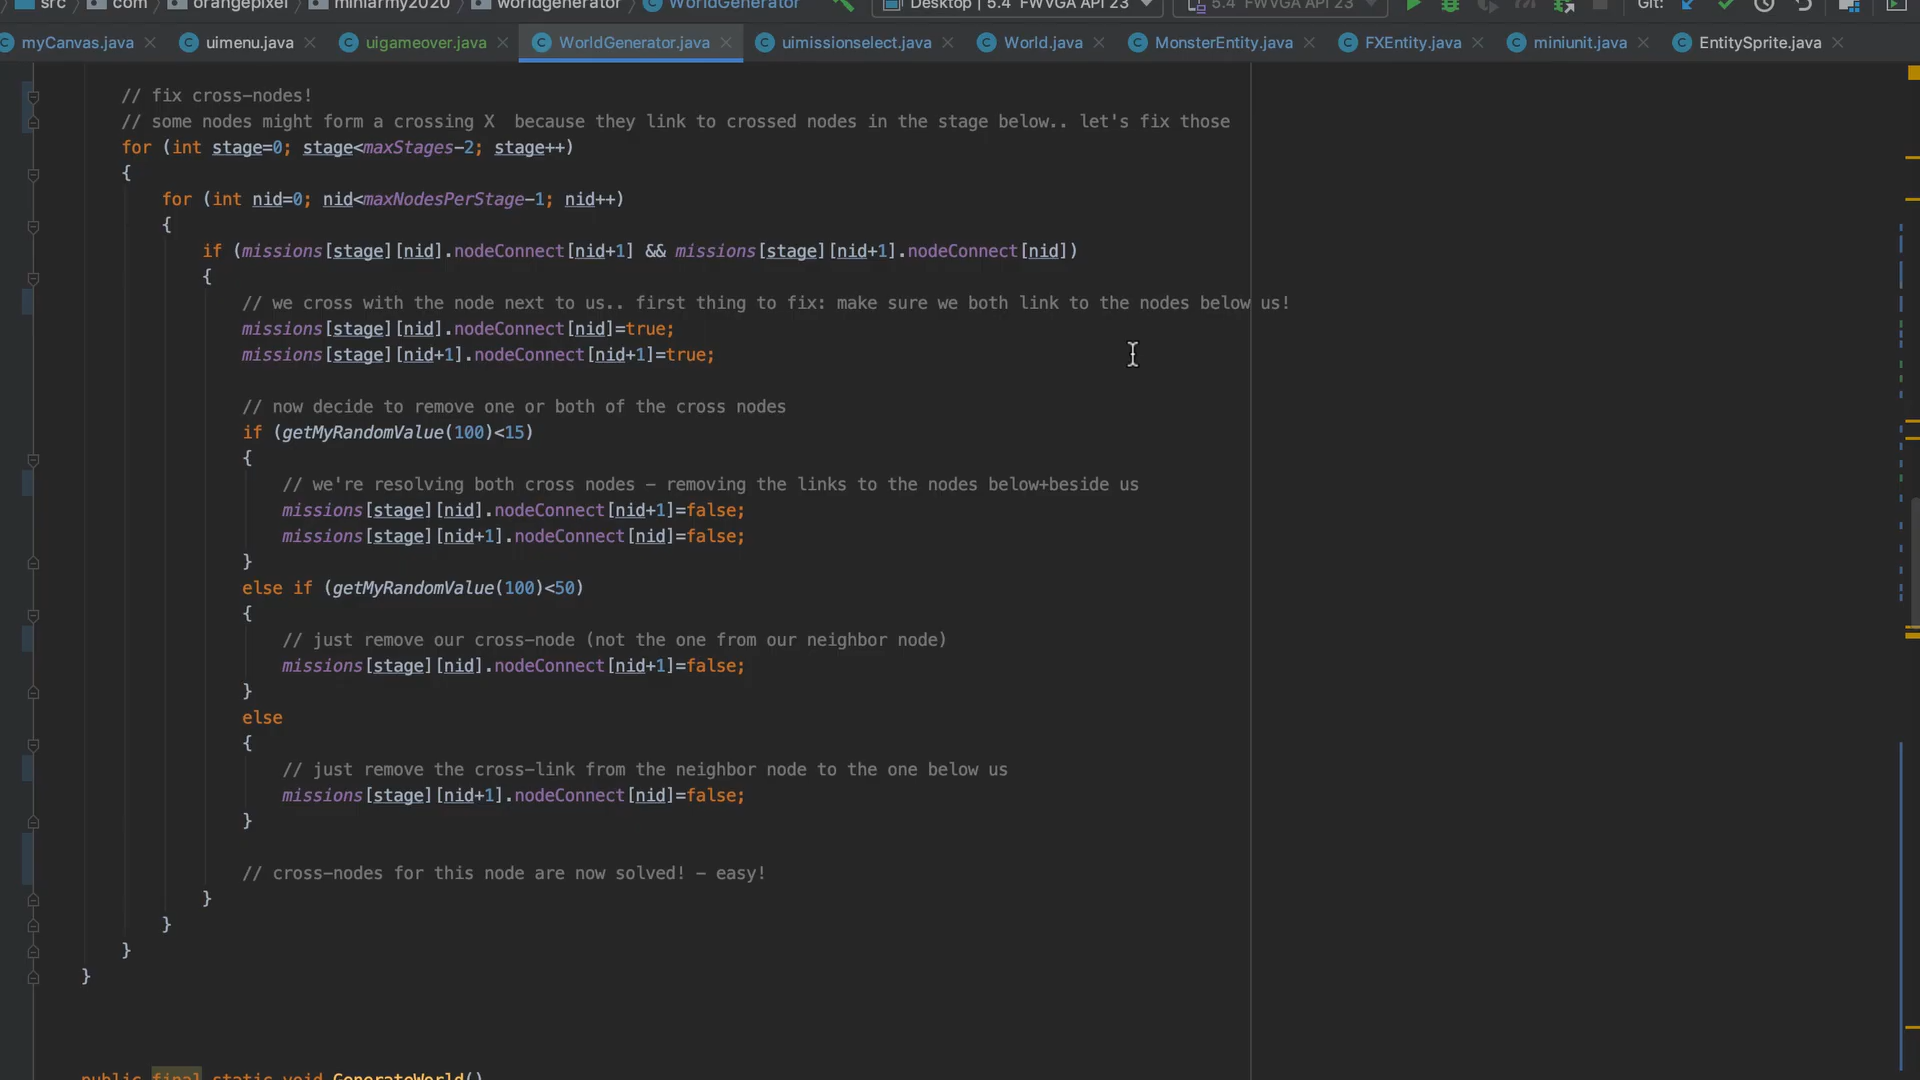 src com orangepixel miniarmy2020 worldgenerator WorldGenerator Desktop | 5.4" FWVGA API 23 5.4" FWVGA API 23 Git:
myCanvas.java uimenu.java uigameover.java WorldGenerator.java uimissionselect.java World.java MonsterEntity.java FXEntity.java miniunit.java EntitySprite.java
// fix cross-nodes!
// some nodes might form a crossing X  because they link to crossed nodes in the stage below.. let's fix those
for (int stage=0; stage<maxStages-2; stage++)
{
for (int nid=0; nid<maxNodesPerStage-1; nid++)
{
if (missions[stage][nid].nodeConnect[nid+1] && missions[stage][nid+1].nodeConnect[nid])
{
// we cross with the node next to us.. first thing to fix: make sure we both link to the nodes below us!
missions[stage][nid].nodeConnect[nid]=true;
missions[stage][nid+1].nodeConnect[nid+1]=true;
// now decide to remove one or both of the cross nodes
if (getMyRandomValue(100)<15)
{
// we're resolving both cross nodes - removing the links to the nodes below+beside us
missions[stage][nid].nodeConnect[nid+1]=false;
missions[stage][nid+1].nodeConnect[nid]=false;
}
else if (getMyRandomValue(100)<50)
{
// just remove our cross-node (not the one from our neighbor node)
missions[stage][nid].nodeConnect[nid+1]=false;
}
else
{
// just remove the cross-link from the neighbor node to the one below us
missions[stage][nid+1].nodeConnect[nid]=false;
}
// cross-nodes for this node are now solved! - easy!
}
}
}
}
public final static void GenerateWorld()